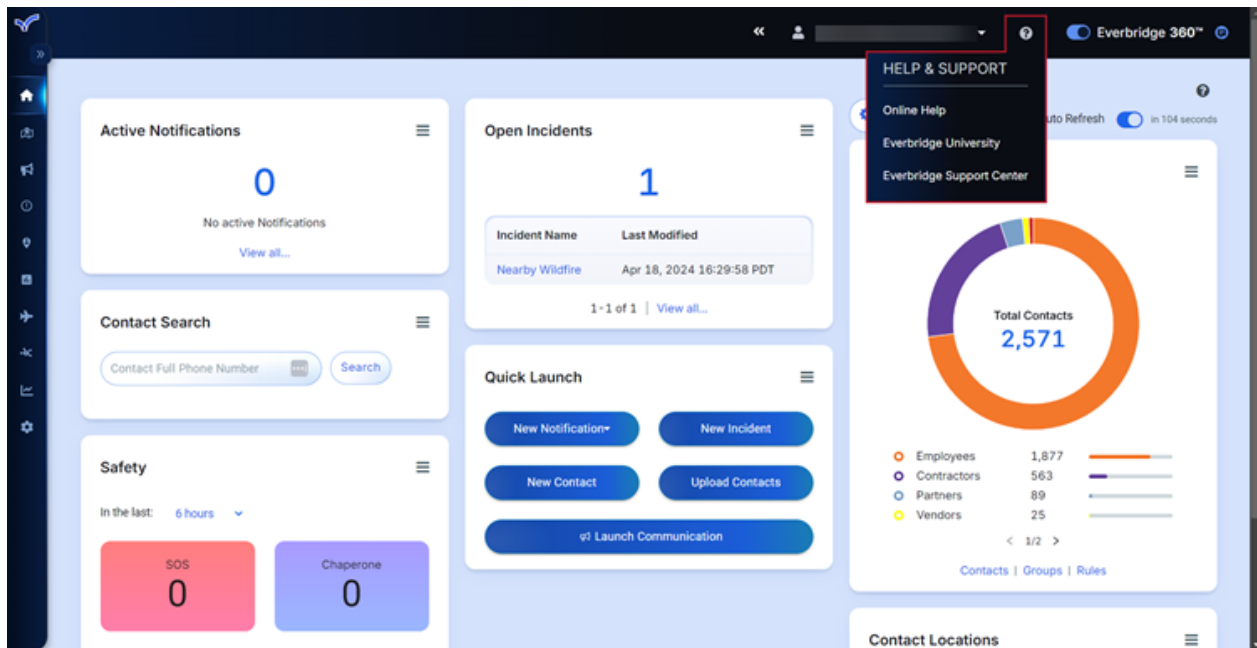 Everbridge 360™
HELP & SUPPORT
Online Help
Everbridge University
Everbridge Support Center
Active Notifications
0
No active Notifications
View all...
Contact Search
Contact Full Phone Number
Search
Safety
In the last: 6 hours
SOS
0
Chaperone
0
Open Incidents
1
Incident Name Last Modified
Nearby Wildfire Apr 18, 2024 16:29:58 PDT
1-1 of 1 | View all...
Quick Launch
New Notification
New Incident
New Contact
Upload Contacts
Launch Communication
uto Refresh in 104 seconds
Total Contacts
2,571
Employees 1,877
Contractors 563
Partners 89
Vendors 25
< 1/2 >
Contacts | Groups | Rules
Contact Locations